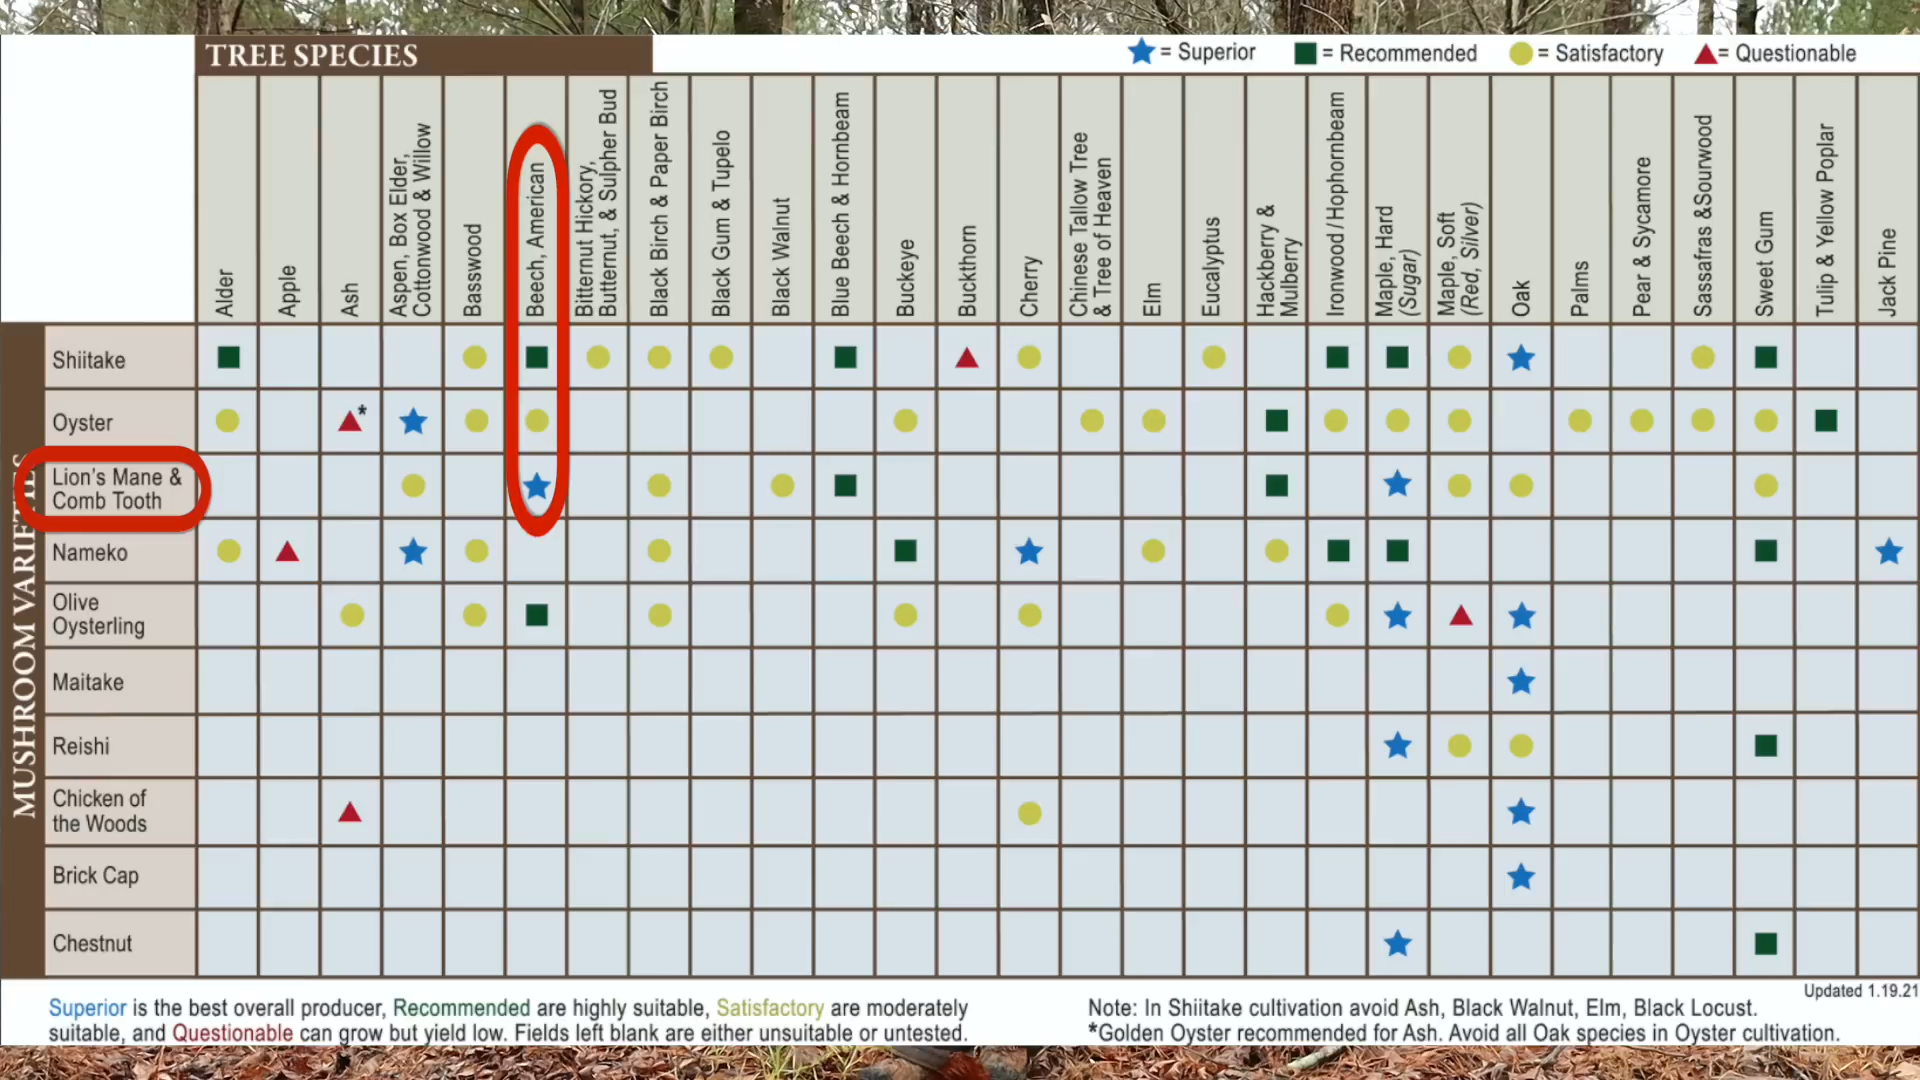 TREE SPECIES
= Superior
= Recommended
= Satisfactory
= Questionable
Alder
Apple
Ash
Aspen, Box Elder,
Cottonwood & Willow
Basswood
Beech, American
Bitternut Hickory,
Butternut, & Sulpher Bud
Black Birch & Paper Birch
Black Gum & Tupelo
Black Walnut
Blue Beech & Hornbeam
Buckeye
Buckthorn
Cherry
Chinese Tallow Tree
& Tree of Heaven
Elm
Eucalyptus
Hackberry &
Mulberry
Ironwood / Hophornbeam
Maple, Hard
(Sugar)
Maple, Soft
(Red, Silver)
Oak
Palms
Pear & Sycamore
Sassafras &Sourwood
Sweet Gum
Tulip & Yellow Poplar
Jack Pine
MUSHROOM VARIETIES
Shiitake
Oyster
*
Lion's Mane &
Comb Tooth
Nameko
Olive
Oysterling
Maitake
Reishi
Chicken of
the Woods
Brick Cap
Chestnut
Updated 1.19.21
Superior is the best overall producer, Recommended are highly suitable, Satisfactory are moderately
suitable, and Questionable can grow but yield low. Fields left blank are either unsuitable or untested.
Note: In Shiitake cultivation avoid Ash, Black Walnut, Elm, Black Locust.
*Golden Oyster recommended for Ash. Avoid all Oak species in Oyster cultivation.